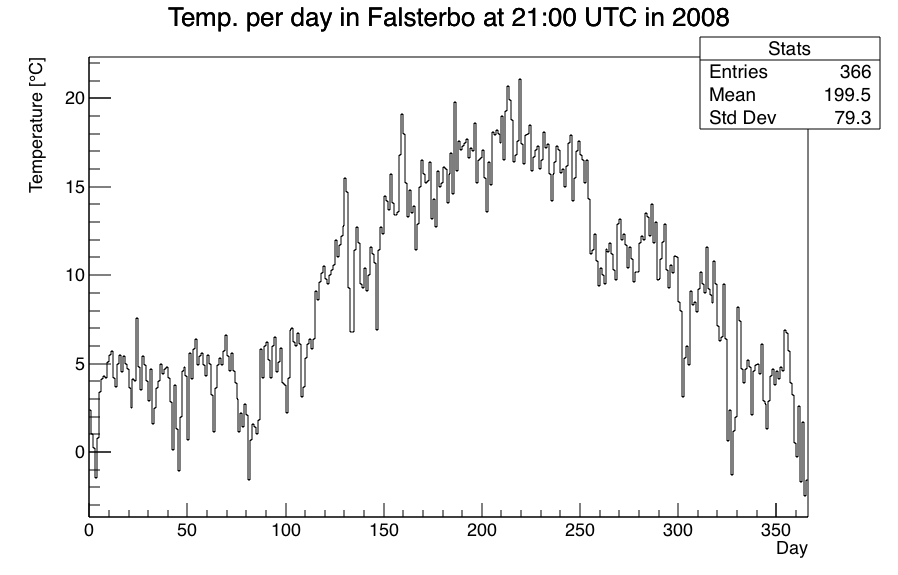 Temp. per day in Falsterbo at 21:00 UTC in 2008
Stats
Entries 366
Mean 199.5
Std Dev 79.3
Temperature [°C]
20
15
10
5
0
0 50 100 150 200 250 300 350
Day